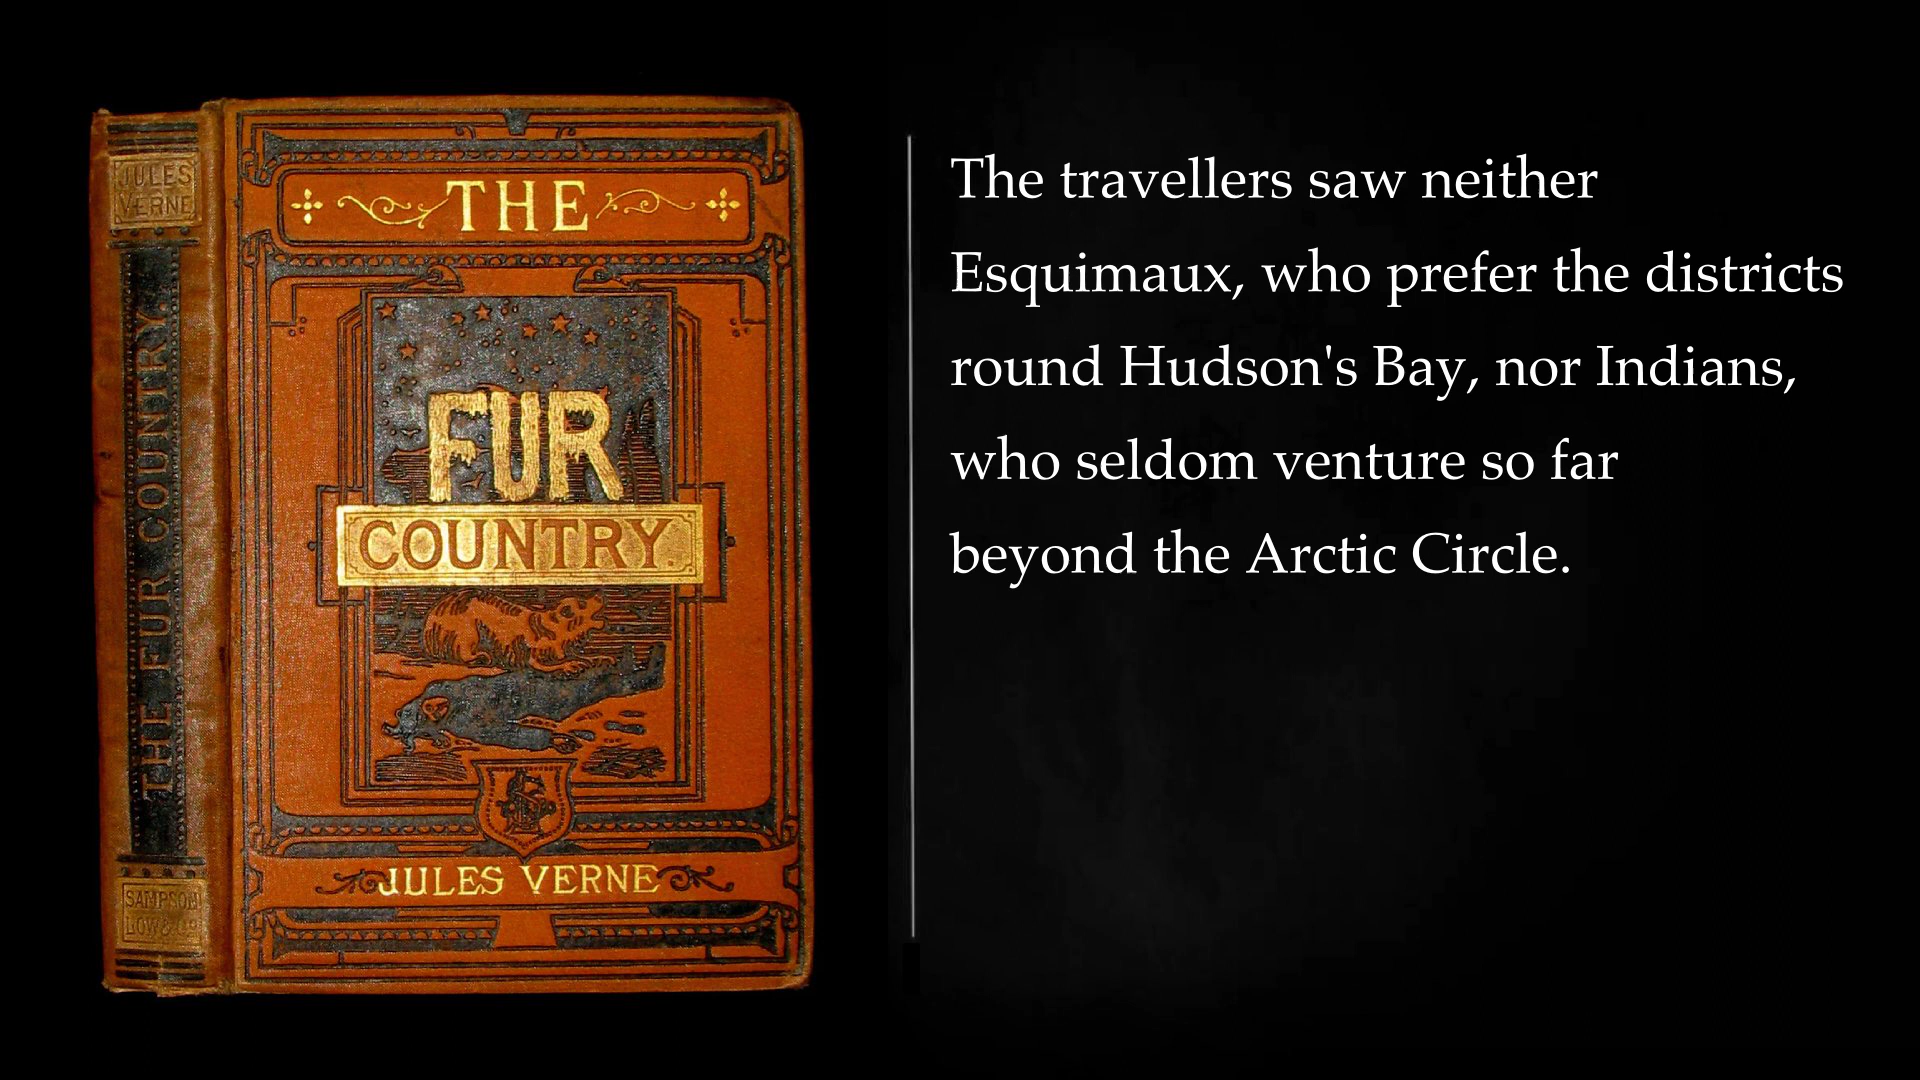 JULES
VERNE
THE FUR COUNTRY.
SAMPSON
LOW & Co
THE
FUR
COUNTRY.
JULES VERNE
The travellers saw neither
Esquimaux, who prefer the districts
round Hudson's Bay, nor Indians,
who seldom venture so far
beyond the Arctic Circle.